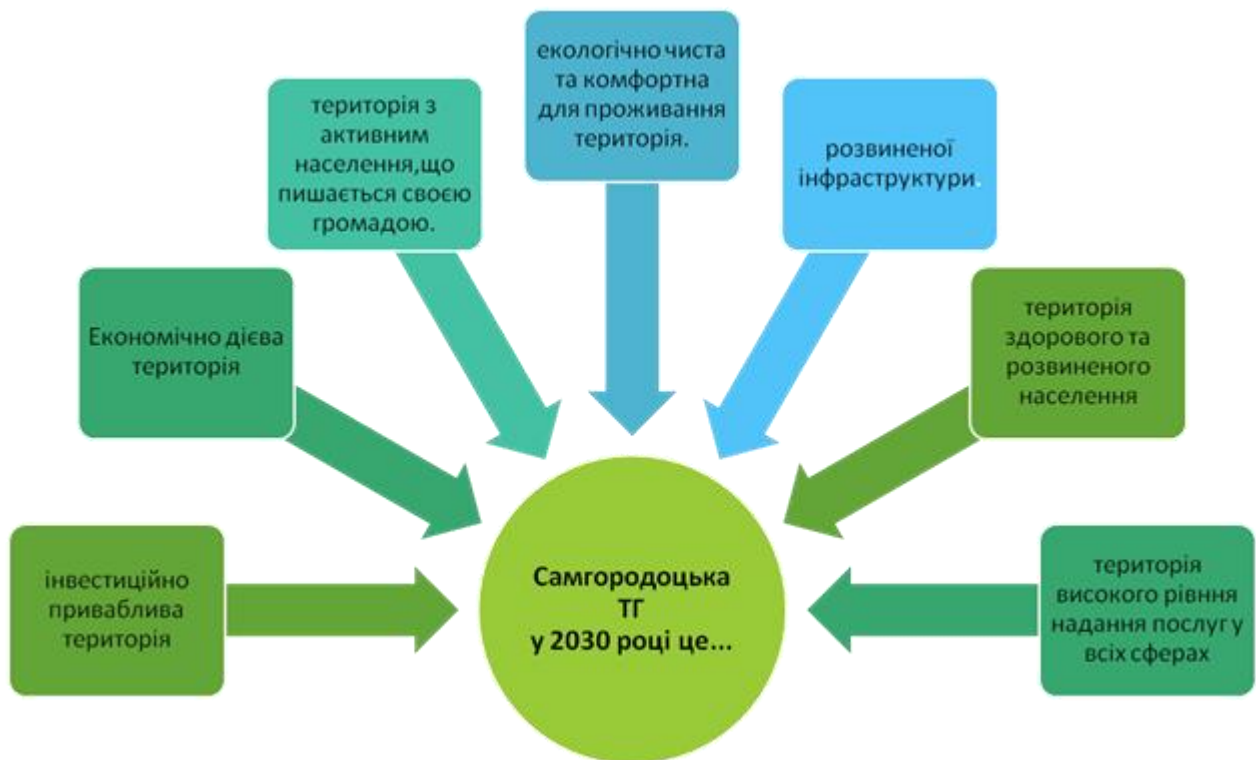 екологічно чиста
та комфортна
для проживання
територія.
територія з
активним
населення,що
пишається своєю
громадою.
розвиненої
інфраструктури.
Економічно дієва
територія
територія
здорового та
розвиненого
населення
інвестиційно
приваблива
територія
Самгородоцька
ТГ
у 2030 році це...
територія
високого рівння
надання послуг у
всіх сферах